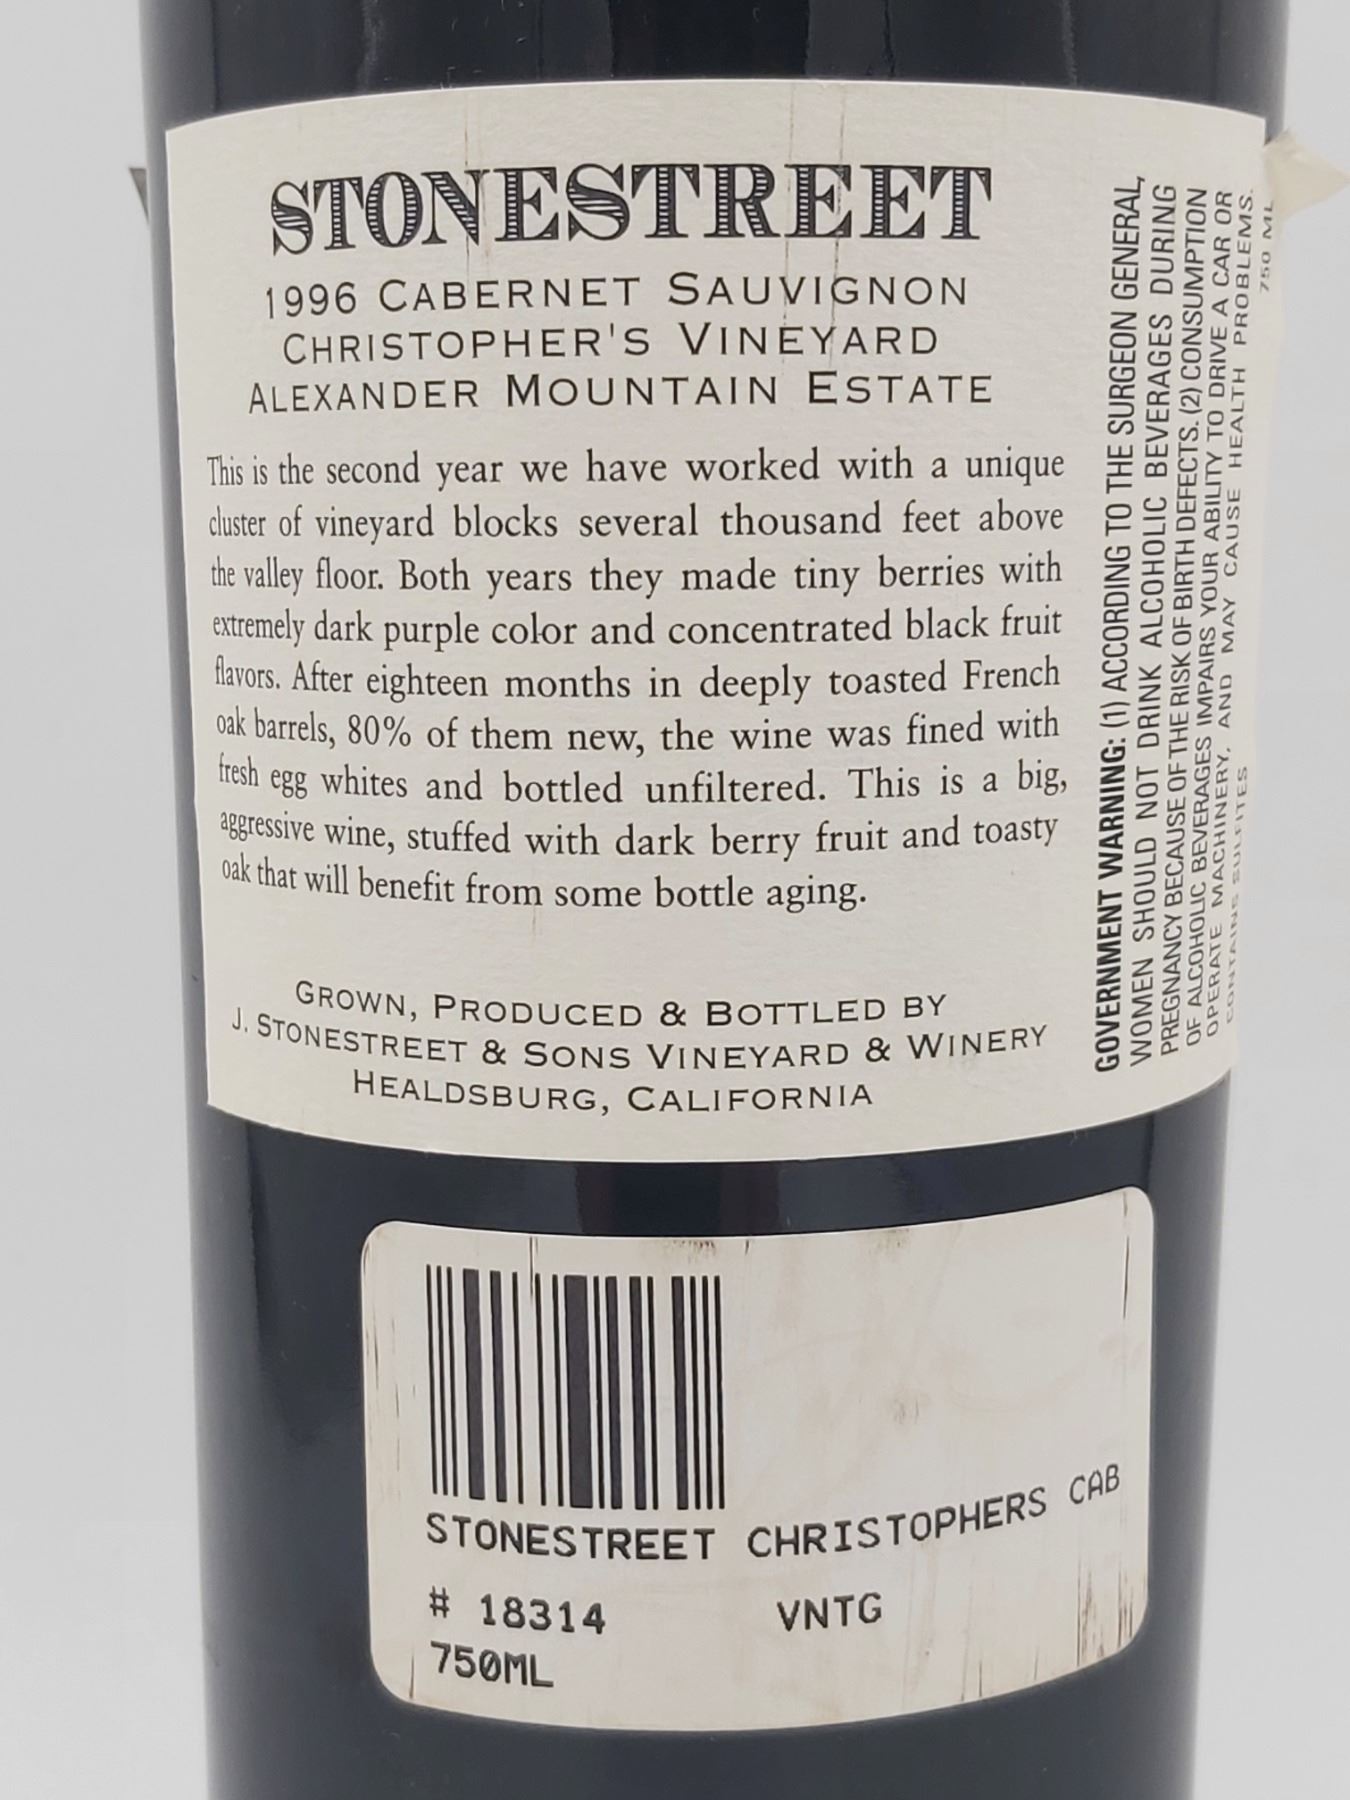 STONESTREET
1996 CABERNET SAUVIGNON
CHRISTOPHER'S VINEYARD
ALEXANDER MOUNTAIN ESTATE
This is the second year we have worked with a unique
cluster of vineyard blocks several thousand feet above
the valley floor. Both years they made tiny berries with
extremely dark purple color and concentrated black fruit
flavors. After eighteen months in deeply toasted French
oak barrels, 80% of them new, the wine was fined with
fresh egg whites and bottled unfiltered. This is a big,
aggressive wine, stuffed with dark berry fruit and toasty
oak that will benefit from some bottle aging.
GROWN, PRODUCED & BOTTLED BY
J. STONESTREET & SONS VINEYARD & WINERY
HEALDSBURG, CALIFORNIA
GOVERNMENT WARNING: (1) ACCORDING TO THE SURGEON GENERAL,
WOMEN SHOULD NOT DRINK ALCOHOLIC BEVERAGES DURING
PREGNANCY BECAUSE OF THE RISK OF BIRTH DEFECTS. (2) CONSUMPTION
OF ALCOHOLIC BEVERAGES IMPAIRS YOUR ABILITY TO DRIVE A CAR OR
OPERATE MACHINERY, AND MAY CAUSE HEALTH PROBLEMS.
CONTAINS SULFITES 750 ML
STONESTREET CHRISTOPHERS CAB
# 18314 VNTG
750ML